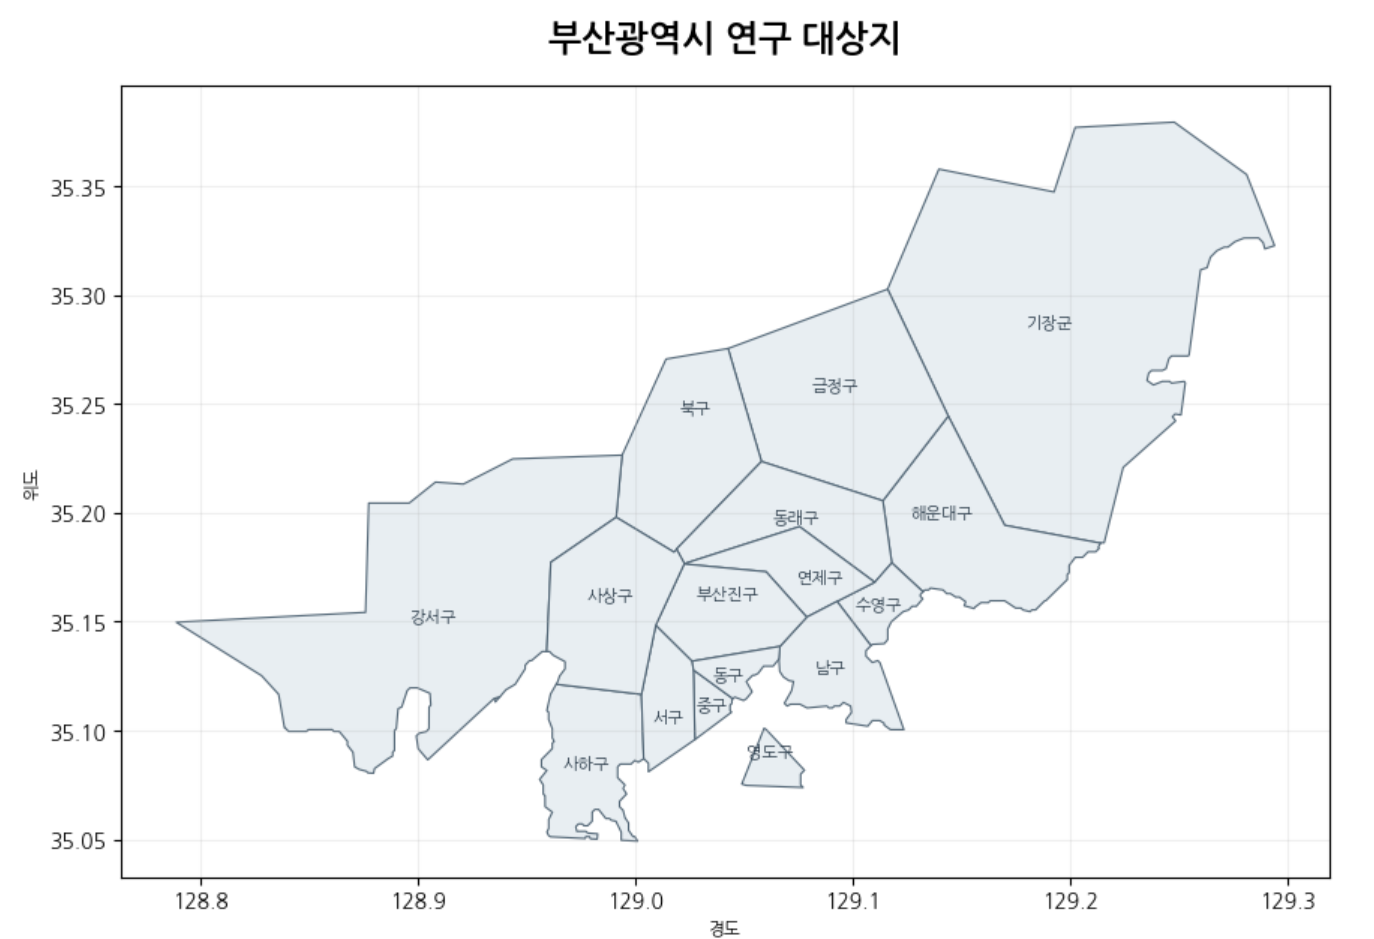 부산광역시 연구 대상지
35.35
35.30
기장군
금정구
35.25
북구
위도
35.20
동래구
해운대구
연제구
사상구
부산진구
수영구
35.15
강서구
남구
동구
중구
서구
35.10
영도구
사하구
35.05
128.8 128.9 129.0 129.1 129.2 129.3
경도